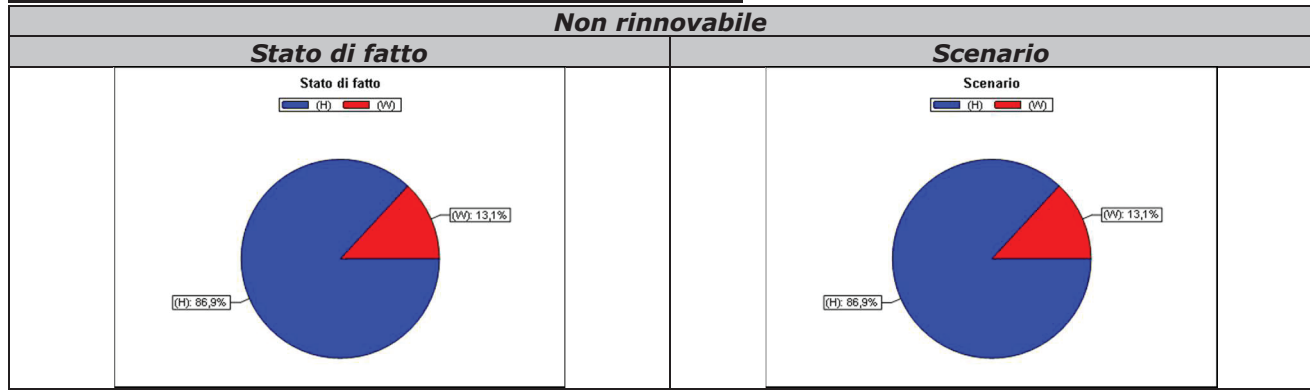 Non rinnovabile
Stato di fatto
Scenario
Stato di fatto
(H) (W)
(W): 13,1%
(H): 86,9%
Scenario
(H) (W)
(W): 13,1%
(H): 86,9%